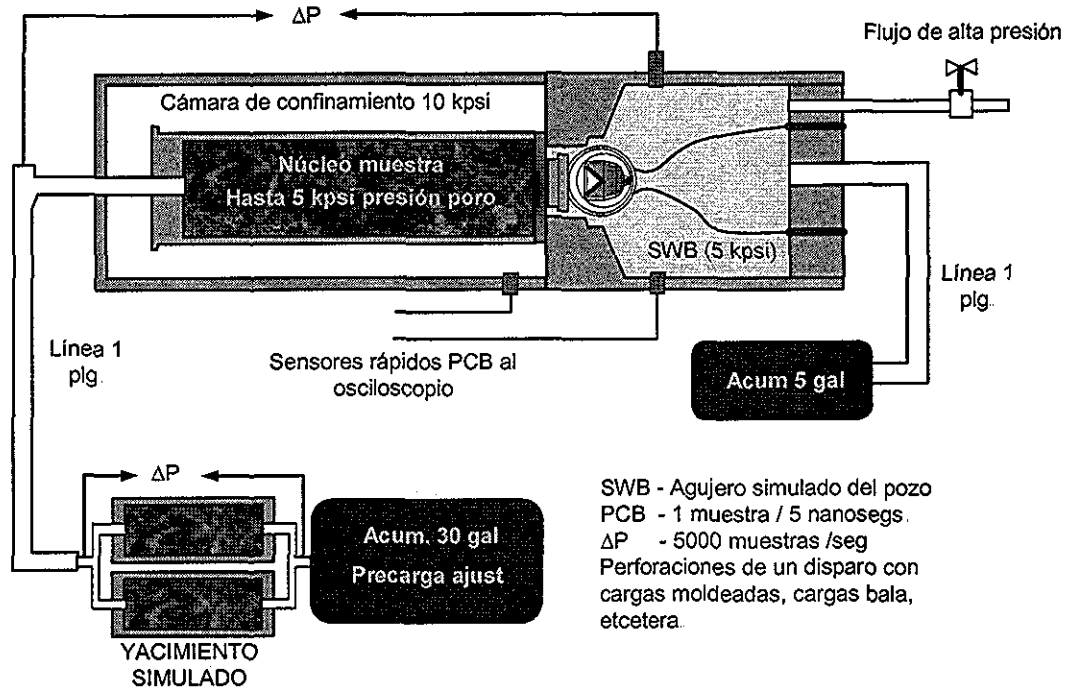 ΔP
Flujo de alta presión
Cámara de confinamiento 10 kpsi
Núcleo muestra
Hasta 5 kpsi presión poro
SWB (5 kpsi)
Línea 1
plg.
Línea 1
plg.
Sensores rápidos PCB al
osciloscopio
Acum 5 gal
ΔP
Acum. 30 gal
Precarga ajust
YACIMIENTO
SIMULADO
SWB - Agujero simulado del pozo
PCB - 1 muestra / 5 nanosegs.
ΔP - 5000 muestras /seg
Perforaciones de un disparo con
cargas moldeadas, cargas bala,
etcetera.